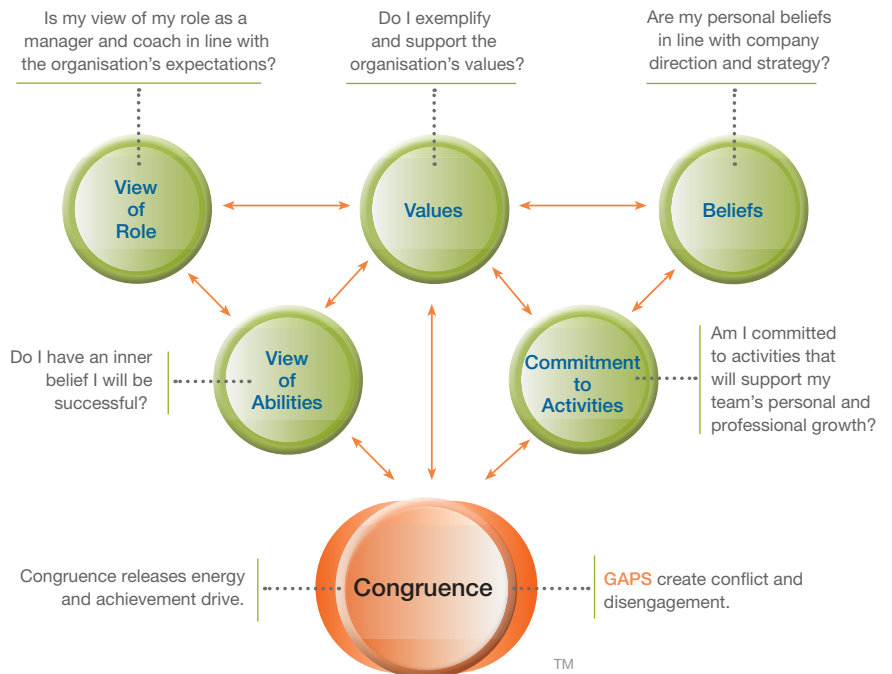 Is my view of my role as a
manager and coach in line with
the organisation's expectations?
Do I exemplify
and support the
organisation's values?
Are my personal beliefs
in line with company
direction and strategy?
View
of
Role
Values
Beliefs
Do I have an inner
belief I will be
successful?
View
of
Abilities
Commitment
to
Activities
Am I committed
to activities that
will support my
team's personal and
professional growth?
Congruence releases energy
and achievement drive.
Congruence
GAPS create conflict and
disengagement.
TM